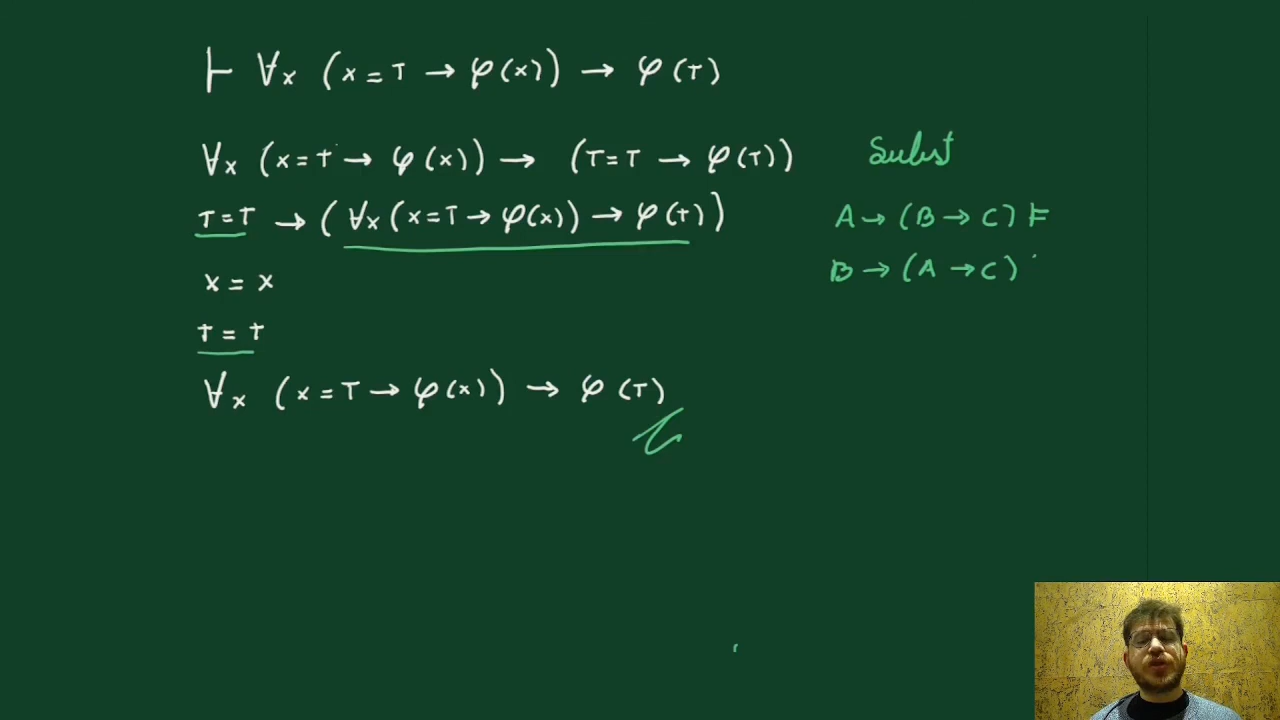 ⊢ ∀x (x = τ → φ(x)) → φ(τ)
∀x (x = τ → φ(x)) → (τ = τ → φ(τ)) Subst
τ = τ → (∀x (x = τ → φ(x)) → φ(τ)) A → (B → C) ⊨
x = x B → (A → C)
τ = τ
∀x (x = τ → φ(x)) → φ(τ)